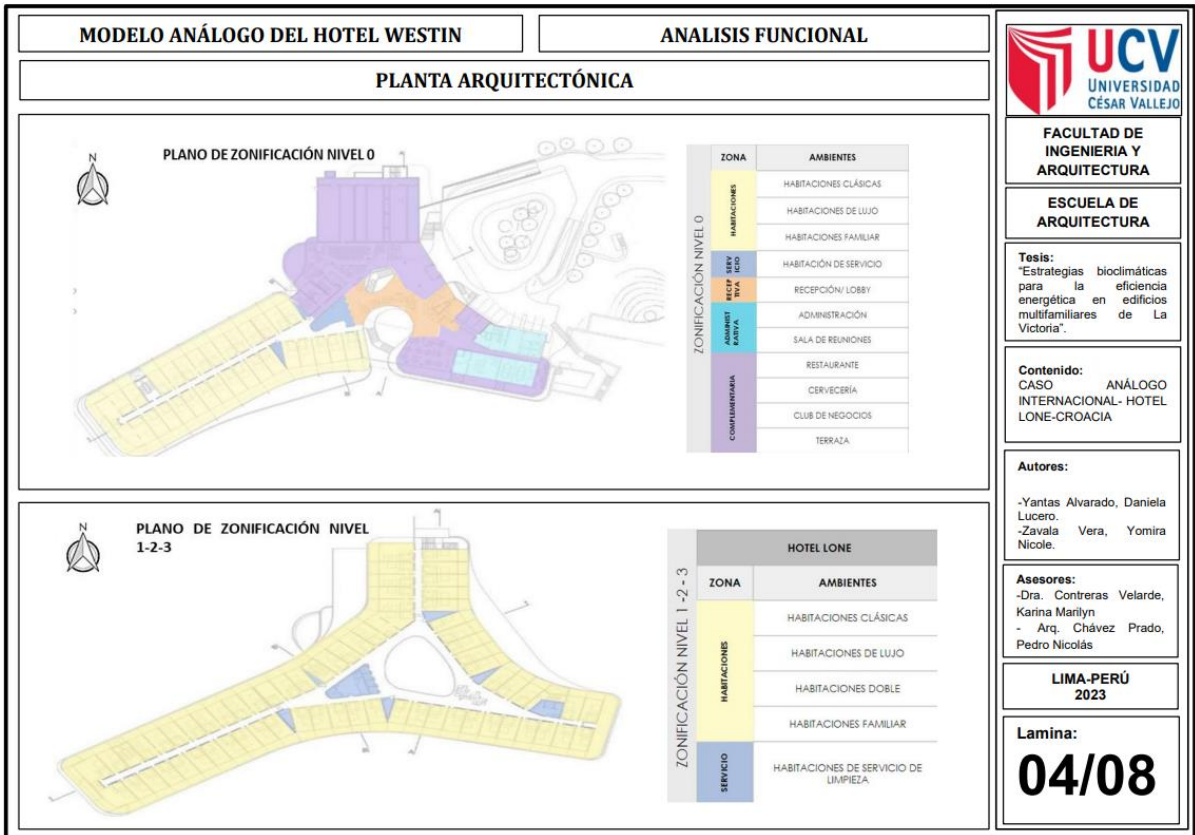 MODELO ANÁLOGO DEL HOTEL WESTIN
ANALISIS FUNCIONAL
PLANTA ARQUITECTÓNICA
N
PLANO DE ZONIFICACIÓN NIVEL 0
ZONIFICACIÓN NIVEL 0
ZONA
AMBIENTES
HABITACIONES
HABITACIONES CLÁSICAS
HABITACIONES DE LUJO
HABITACIONES FAMILIAR
SERV
ICIO
HABITACIÓN DE SERVICIO
RECEP
TIVA
RECEPCIÓN/ LOBBY
ADMINIST
RATIVA
ADMINISTRACIÓN
SALA DE REUNIONES
COMPLEMENTARIA
RESTAURANTE
CERVECERÍA
CLUB DE NEGOCIOS
TERRAZA
N
PLANO DE ZONIFICACIÓN NIVEL
1-2-3
ZONIFICACIÓN NIVEL 1 -2 - 3
HOTEL LONE
ZONA
AMBIENTES
HABITACIONES
HABITACIONES CLÁSICAS
HABITACIONES DE LUJO
HABITACIONES DOBLE
HABITACIONES FAMILIAR
SERVICIO
HABITACIONES DE SERVICIO DE
LIMPIEZA
UCV
UNIVERSIDAD
CÉSAR VALLEJO
FACULTAD DE
INGENIERIA Y
ARQUITECTURA
ESCUELA DE
ARQUITECTURA
Tesis:
“Estrategias bioclimáticas
para la eficiencia
energética en edificios
multifamiliares de La
Victoria”.
Contenido:
CASO ANÁLOGO
INTERNACIONAL- HOTEL
LONE-CROACIA
Autores:
-Yantas Alvarado, Daniela
Lucero.
-Zavala Vera, Yomira
Nicole.
Asesores:
-Dra. Contreras Velarde,
Karina Marilyn
- Arq. Chávez Prado,
Pedro Nicolás
LIMA-PERÚ
2023
Lamina:
04/08